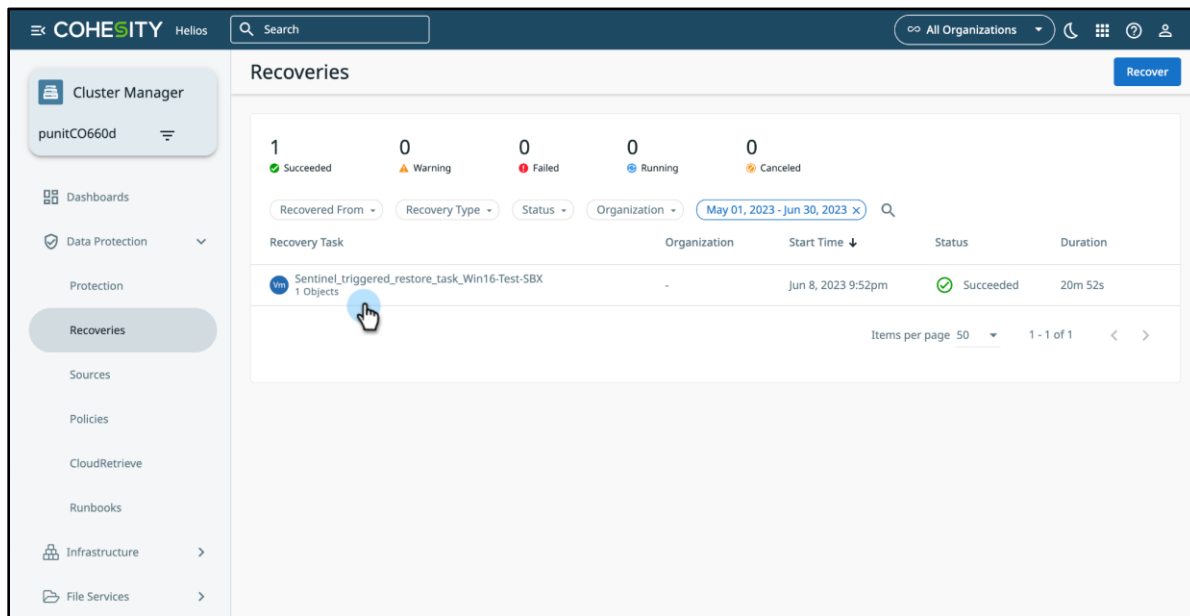 COHESITY Helios
Search
All Organizations
Cluster Manager
punitCO660d
Dashboards
Data Protection
Protection
Recoveries
Sources
Policies
CloudRetrieve
Runbooks
Infrastructure
File Services
Recoveries
Recover
1 0 0 0 0
Succeeded Warning Failed Running Canceled
Recovered From Recovery Type Status Organization May 01, 2023 - Jun 30, 2023
Recovery Task Organization Start Time Status Duration
Vm Sentinel_triggered_restore_task_Win16-Test-SBX - Jun 8, 2023 9:52pm Succeeded 20m 52s
1 Objects
Items per page 50 1 - 1 of 1